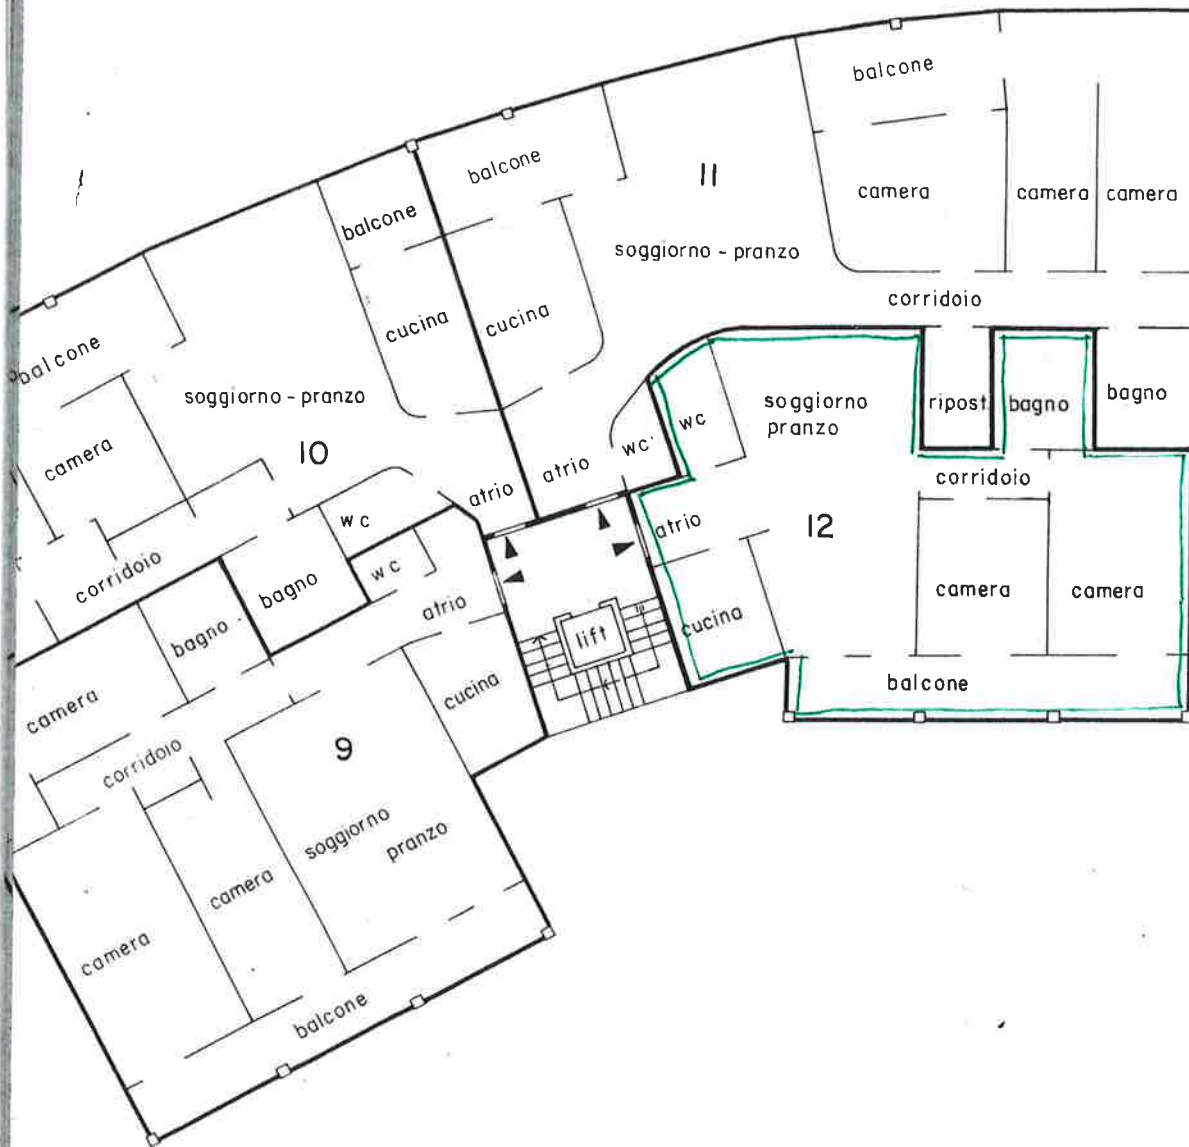 balcone
balcone
11
balcone
camera
camera
camera
balcone
soggiorno - pranzo
corridoio
cucina
cucina
balcone
soggiorno - pranzo
soggiorno
pranzo
ripost.
bagno
bagno
wc
camera
10
wc
atrio
corridoio
atrio
wc
atrio
12
corridoio
bagno
wc
camera
camera
atrio
lift
cucina
bagno
camera
cucina
balcone
9
corridoio
soggiorno
pranzo
camera
camera
balcone